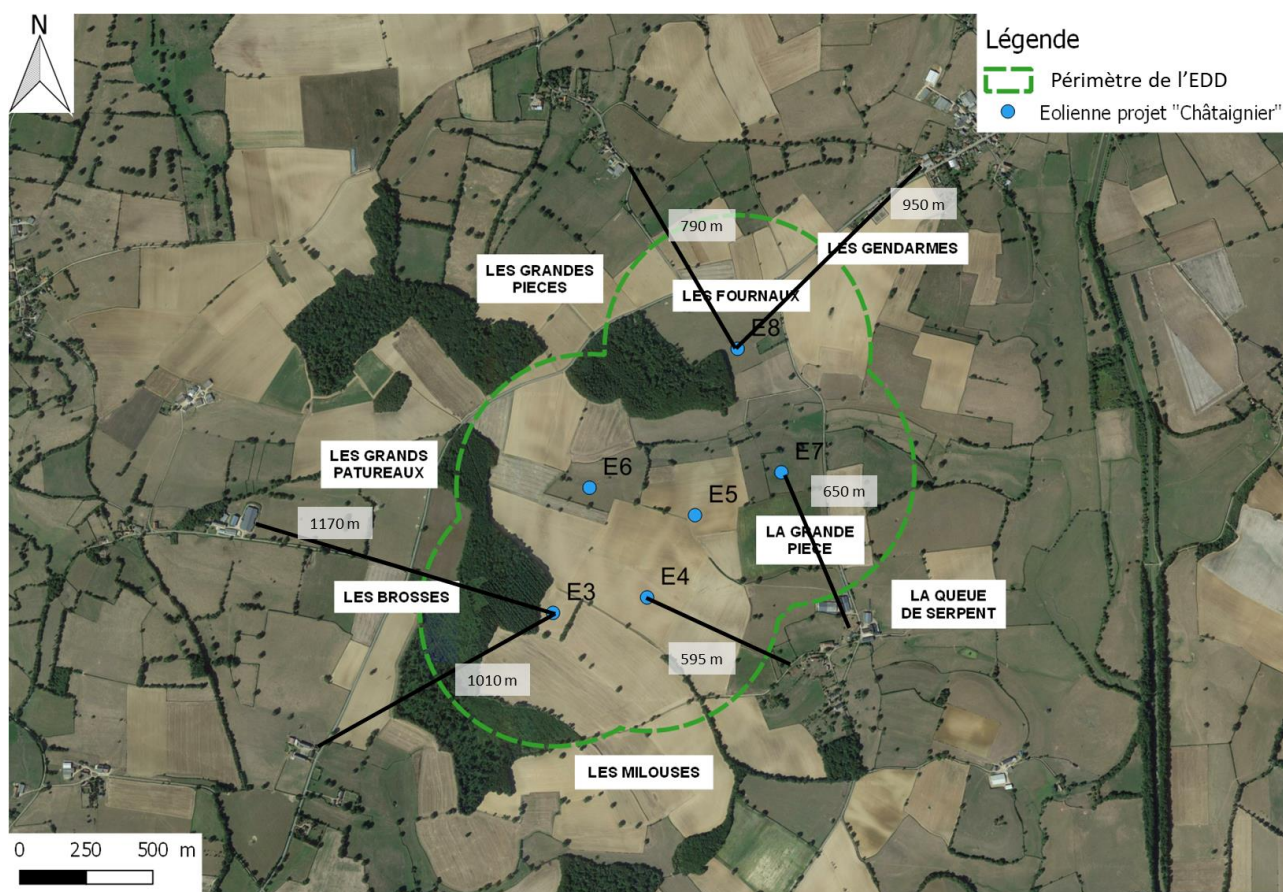 N
Légende
Périmètre de l'EDD
Eolienne projet "Châtaignier"
950 m
790 m
LES GENDARMES
LES GRANDES
PIECES
LES FOURNAUX
E8
LES GRANDS
PATUREAUX
E6
E7
E5
650 m
1170 m
LA GRANDE
PIECE
LES BROSSES
E3
E4
LA QUEUE
DE SERPENT
595 m
1010 m
LES MILOUSES
0 250 500 m